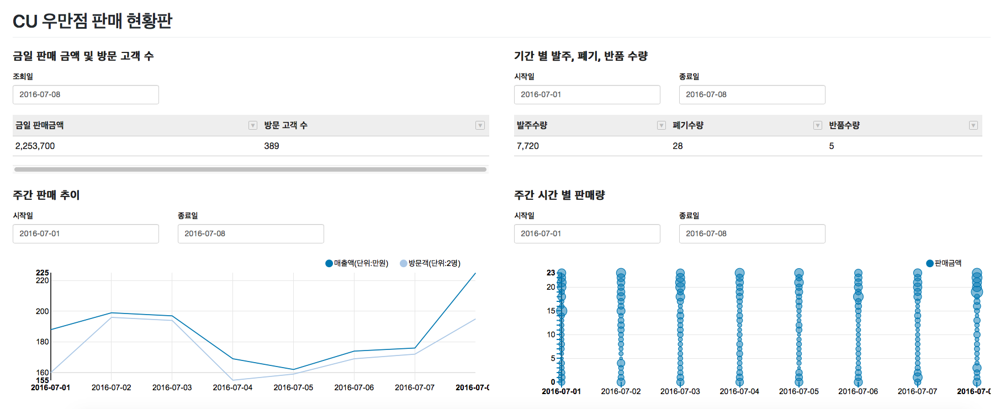 CU 우만점 판매 현황판
금일 판매 금액 및 방문 고객 수
조회일
2016-07-08
금일 판매금액 방문 고객 수
2,253,700 389
기간 별 발주, 폐기, 반품 수량
시작일 종료일
2016-07-01 2016-07-08
발주수량 폐기수량 반품수량
7,720 28 5
주간 판매 추이
시작일 종료일
2016-07-01 2016-07-08
매출액(단위:만원) 방문객(단위:2명)
225
220
200
180
160
155
2016-07-01 2016-07-02 2016-07-03 2016-07-04 2016-07-05 2016-07-06 2016-07-07 2016-07-0
주간 시간 별 판매량
시작일 종료일
2016-07-01 2016-07-08
판매금액
23
20
15
10
5
0
2016-07-01 2016-07-02 2016-07-03 2016-07-04 2016-07-05 2016-07-06 2016-07-07 2016-07-0